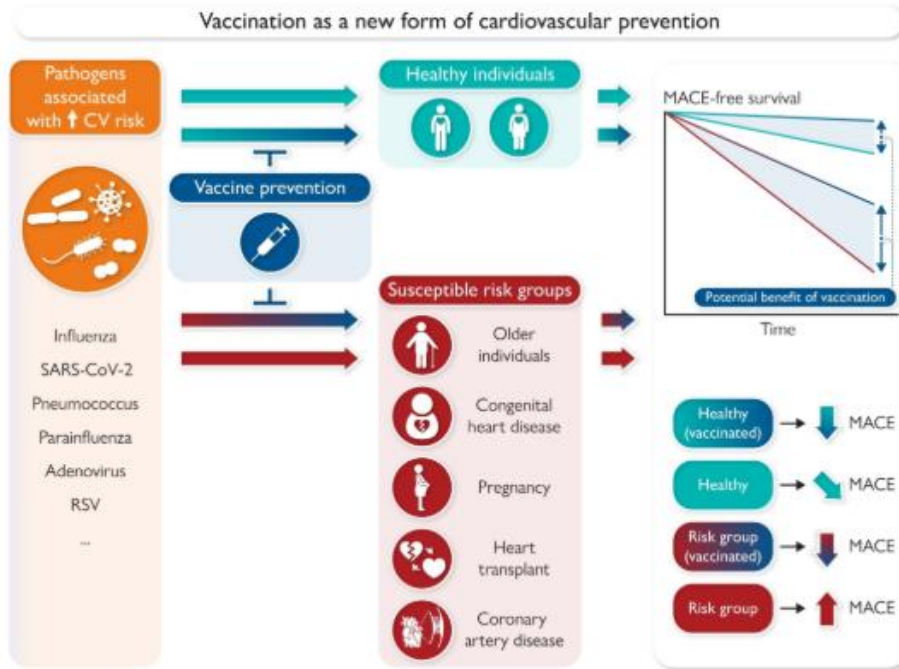 Vaccination as a new form of cardiovascular prevention
Pathogens
associated
with ↑ CV risk
Influenza
SARS-CoV-2
Pneumococcus
Parainfluenza
Adenovirus
RSV
...
Vaccine prevention
Healthy individuals
Susceptible risk groups
Older
individuals
Congenital
heart disease
Pregnancy
Heart
transplant
Coronary
artery disease
MACE-free survival
Potential benefit of vaccination
Time
Healthy
(vaccinated)
MACE
Healthy
MACE
Risk group
(vaccinated)
MACE
Risk group
MACE